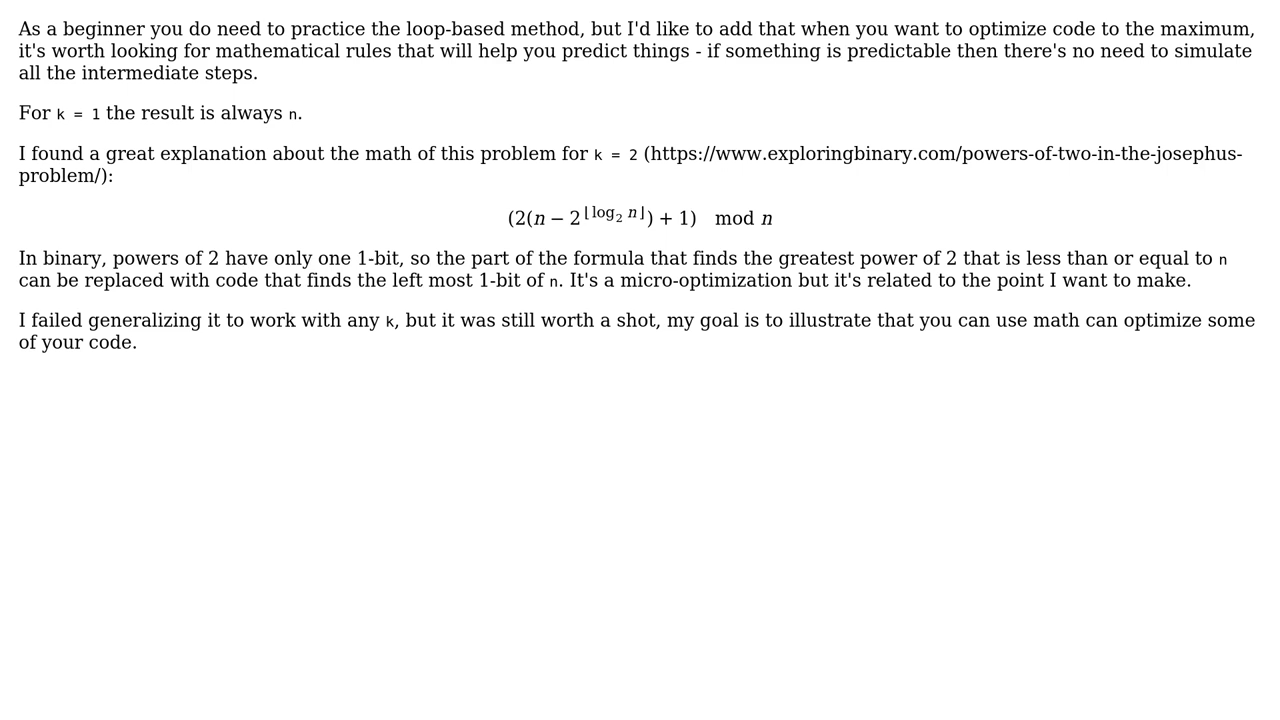 As a beginner you do need to practice the loop-based method, but I'd like to add that when you want to optimize code to the maximum,
it's worth looking for mathematical rules that will help you predict things - if something is predictable then there's no need to simulate
all the intermediate steps.
For k = 1 the result is always n.
I found a great explanation about the math of this problem for k = 2 (https://www.exploringbinary.com/powers-of-two-in-the-josephus-
problem/):
(2(n − 2^{⌊log₂ n⌋}) + 1) mod n
In binary, powers of 2 have only one 1-bit, so the part of the formula that finds the greatest power of 2 that is less than or equal to n
can be replaced with code that finds the left most 1-bit of n. It's a micro-optimization but it's related to the point I want to make.
I failed generalizing it to work with any k, but it was still worth a shot, my goal is to illustrate that you can use math can optimize some
of your code.